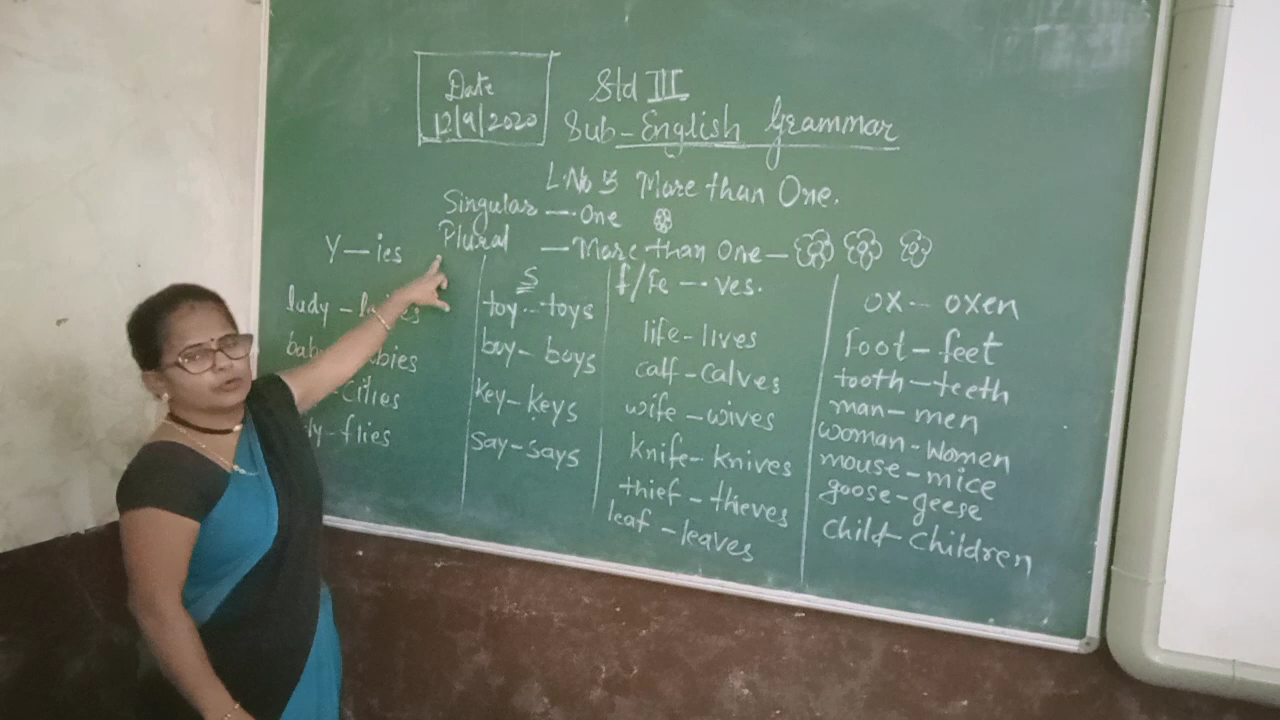 Date
12/9/2020
Std III
Sub-English Grammar
L.No 5 More than One.
Singular — One
Plural — More than One —
Y — ies
lady -
cities
flies
S
toy - toys
boy - boys
key - keys
say - says
f/fe — ves.
life - lives
calf - calves
wife - wives
knife - knives
thief - thieves
leaf - leaves
ox - oxen
foot - feet
tooth - teeth
man - men
woman - women
mouse - mice
goose - geese
child - children